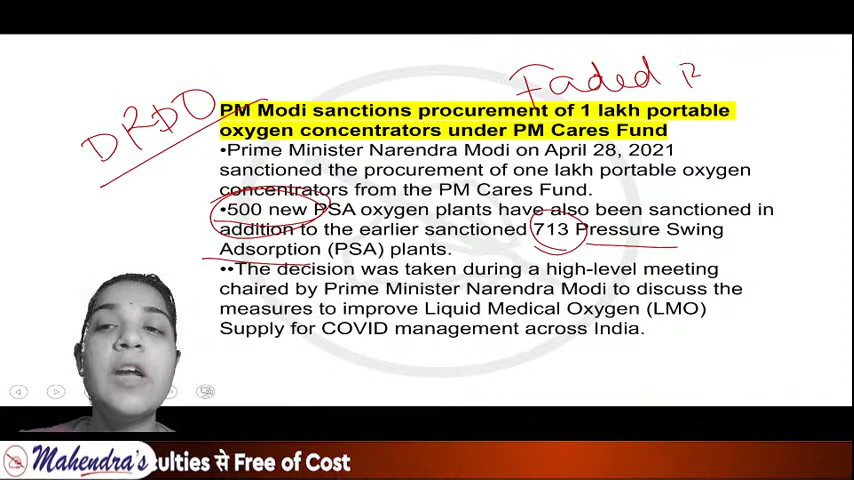 Faded
DRDO
PM Modi sanctions procurement of 1 lakh portable
oxygen concentrators under PM Cares Fund
•Prime Minister Narendra Modi on April 28, 2021
sanctioned the procurement of one lakh portable oxygen
concentrators from the PM Cares Fund.
•500 new PSA oxygen plants have also been sanctioned in
addition to the earlier sanctioned 713 Pressure Swing
Adsorption (PSA) plants.
••The decision was taken during a high-level meeting
chaired by Prime Minister Narendra Modi to discuss the
measures to improve Liquid Medical Oxygen (LMO)
Supply for COVID management across India.
Mahendra's culties से Free of Cost